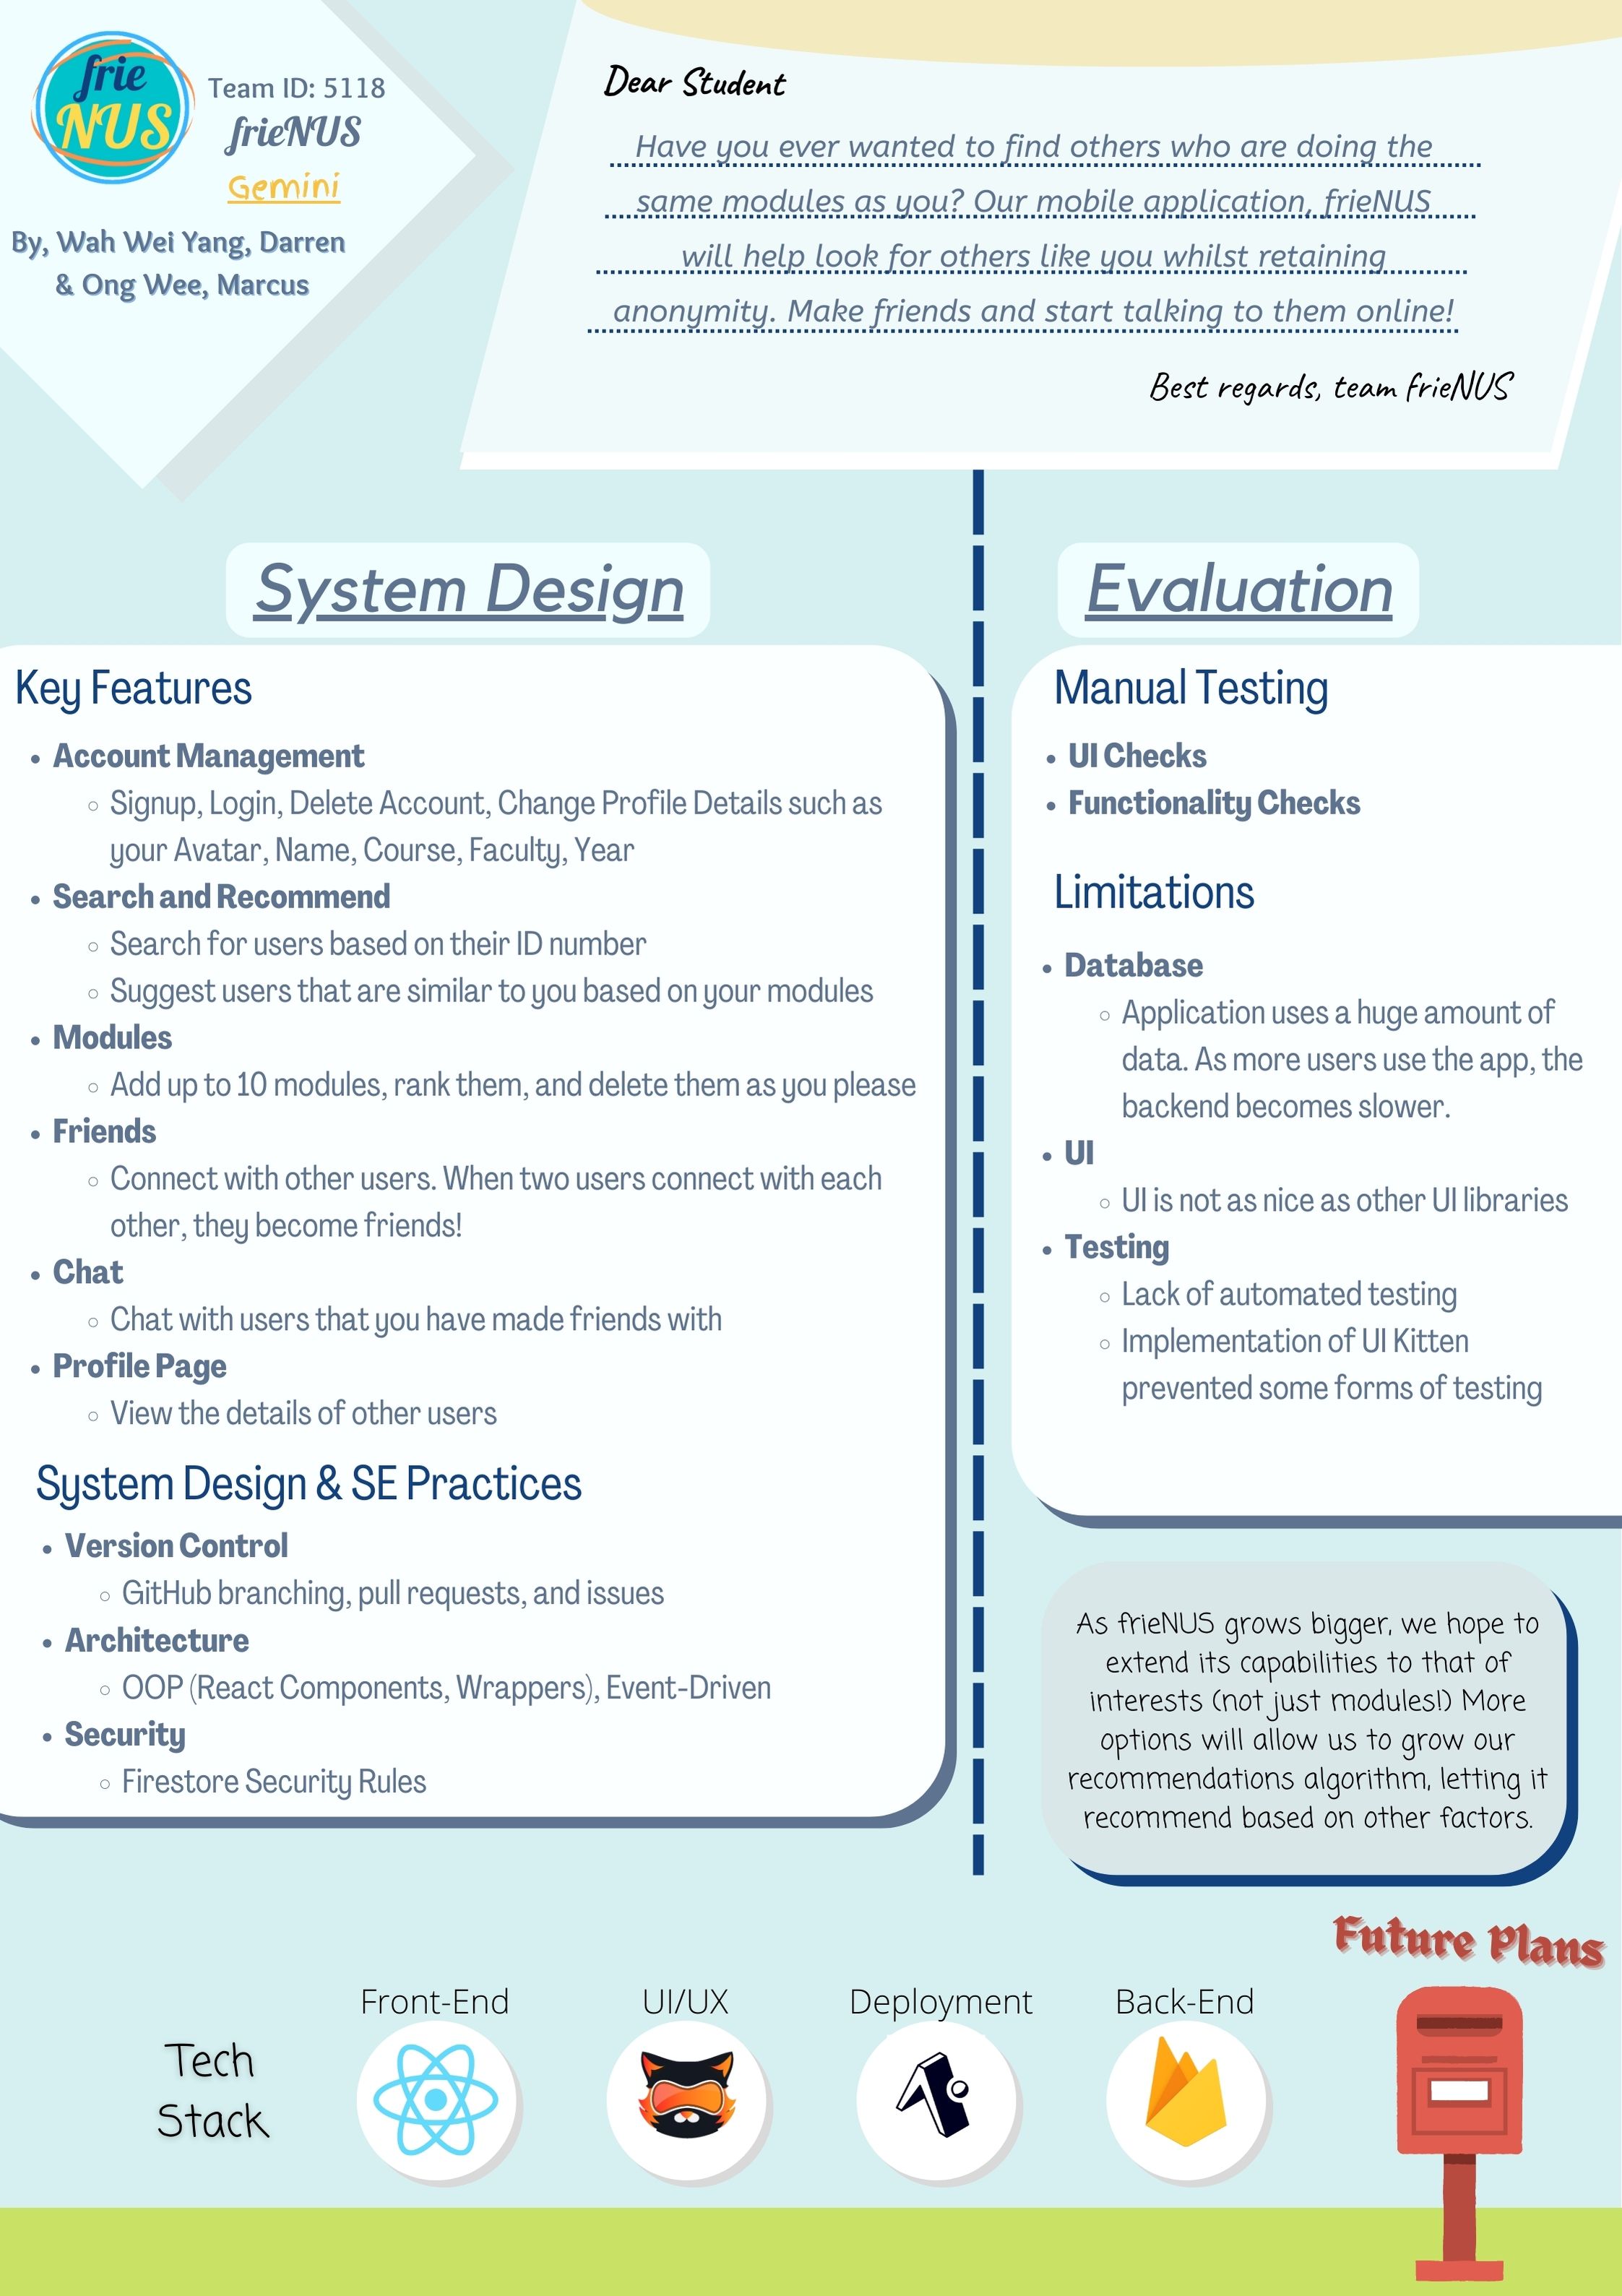 frie
NUS
Team ID: 5118
frieNUS
Gemini
By, Wah Wei Yang, Darren
& Ong Wee, Marcus
Dear Student
Have you ever wanted to find others who are doing the
same modules as you? Our mobile application, frieNUS
will help look for others like you whilst retaining
anonymity. Make friends and start talking to them online!
Best regards, team frieNUS
System Design
Key Features
• Account Management
◦ Signup, Login, Delete Account, Change Profile Details such as
your Avatar, Name, Course, Faculty, Year
• Search and Recommend
◦ Search for users based on their ID number
◦ Suggest users that are similar to you based on your modules
• Modules
◦ Add up to 10 modules, rank them, and delete them as you please
• Friends
◦ Connect with other users. When two users connect with each
other, they become friends!
• Chat
◦ Chat with users that you have made friends with
• Profile Page
◦ View the details of other users
System Design & SE Practices
• Version Control
◦ GitHub branching, pull requests, and issues
• Architecture
◦ OOP (React Components, Wrappers), Event-Driven
• Security
◦ Firestore Security Rules
Evaluation
Manual Testing
• UI Checks
• Functionality Checks
Limitations
• Database
◦ Application uses a huge amount of
data. As more users use the app, the
backend becomes slower.
• UI
◦ UI is not as nice as other UI libraries
• Testing
◦ Lack of automated testing
◦ Implementation of UI Kitten
prevented some forms of testing
As frieNUS grows bigger, we hope to
extend its capabilities to that of
interests (not just modules!) More
options will allow us to grow our
recommendations algorithm, letting it
recommend based on other factors.
Future Plans
Tech
Stack
Front-End
UI/UX
Deployment
Back-End